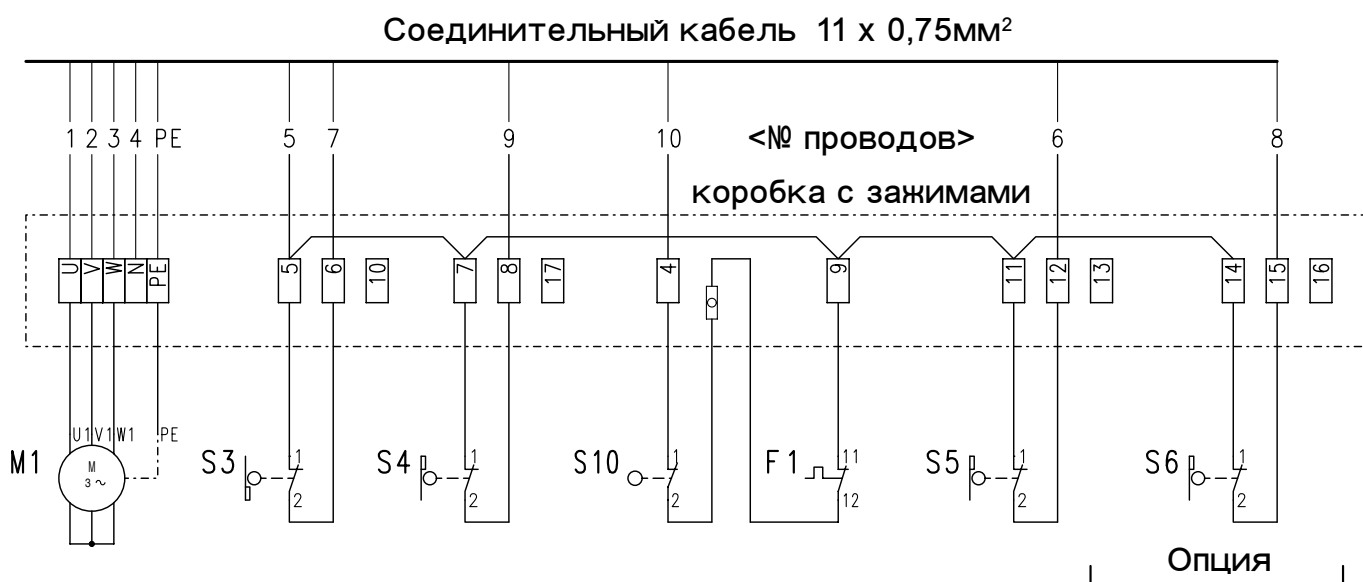 Соединительный кабель 11 x 0,75мм²
1 2 3 4 PE 5 7 9 10 <№ проводов> 6 8
коробка с зажимами
U V W N PE 5 6 10 7 8 17 4 9 11 12 13 14 15 16
U1 V1 W1 PE
M1 M 3 ~ S3 1 2 S4 1 2 S10 1 2 F1 11 12 S5 1 2 S6 1 2
Опция